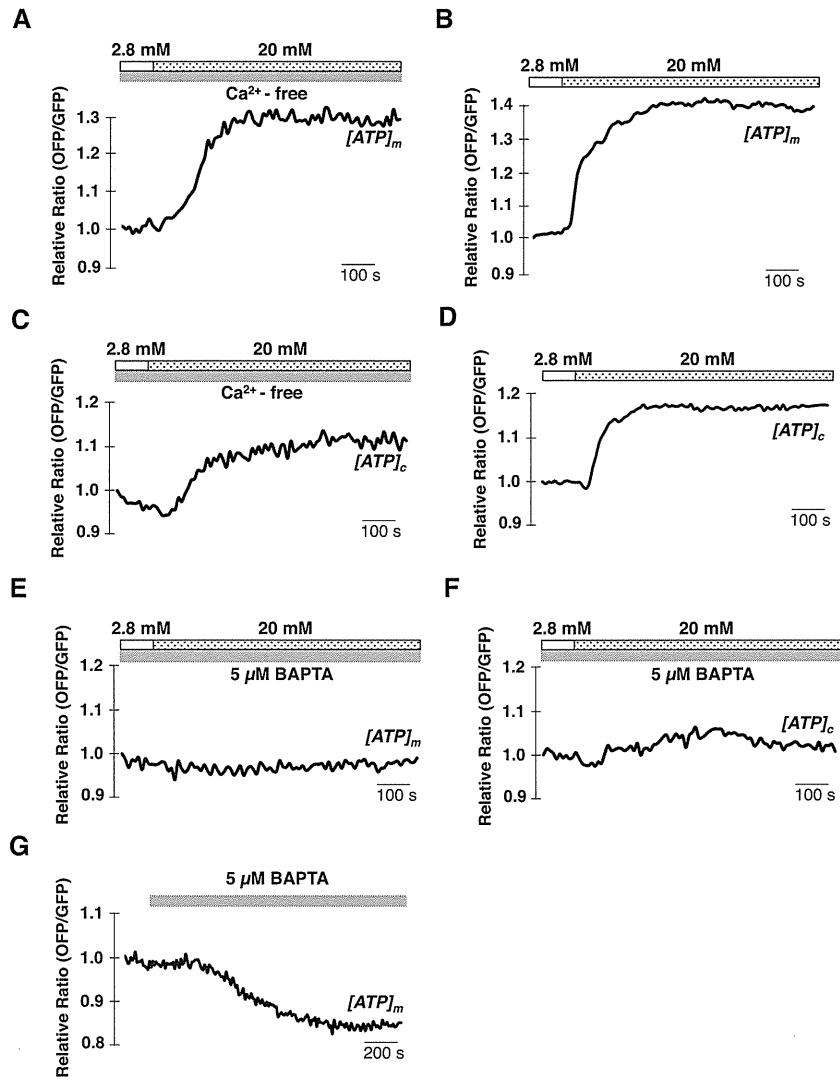 A
2.8 mM 20 mM
Ca²⁺ - free
Relative Ratio (OFP/GFP)
1.3
1.2
1.1
1.0
0.9
[ATP]m
100 s
B
2.8 mM 20 mM
Relative Ratio (OFP/GFP)
1.4
1.3
1.2
1.1
1.0
0.9
[ATP]m
100 s
C
2.8 mM 20 mM
Ca²⁺ - free
Relative Ratio (OFP/GFP)
1.2
1.1
1.0
0.9
[ATP]c
100 s
D
2.8 mM 20 mM
Relative Ratio (OFP/GFP)
1.2
1.1
1.0
0.9
[ATP]c
100 s
E
2.8 mM 20 mM
5 µM BAPTA
Relative Ratio (OFP/GFP)
1.2
1.1
1.0
0.9
[ATP]m
100 s
F
2.8 mM 20 mM
5 µM BAPTA
Relative Ratio (OFP/GFP)
1.2
1.1
1.0
0.9
[ATP]c
100 s
G
5 µM BAPTA
Relative Ratio (OFP/GFP)
1.1
1.0
0.9
0.8
[ATP]m
200 s